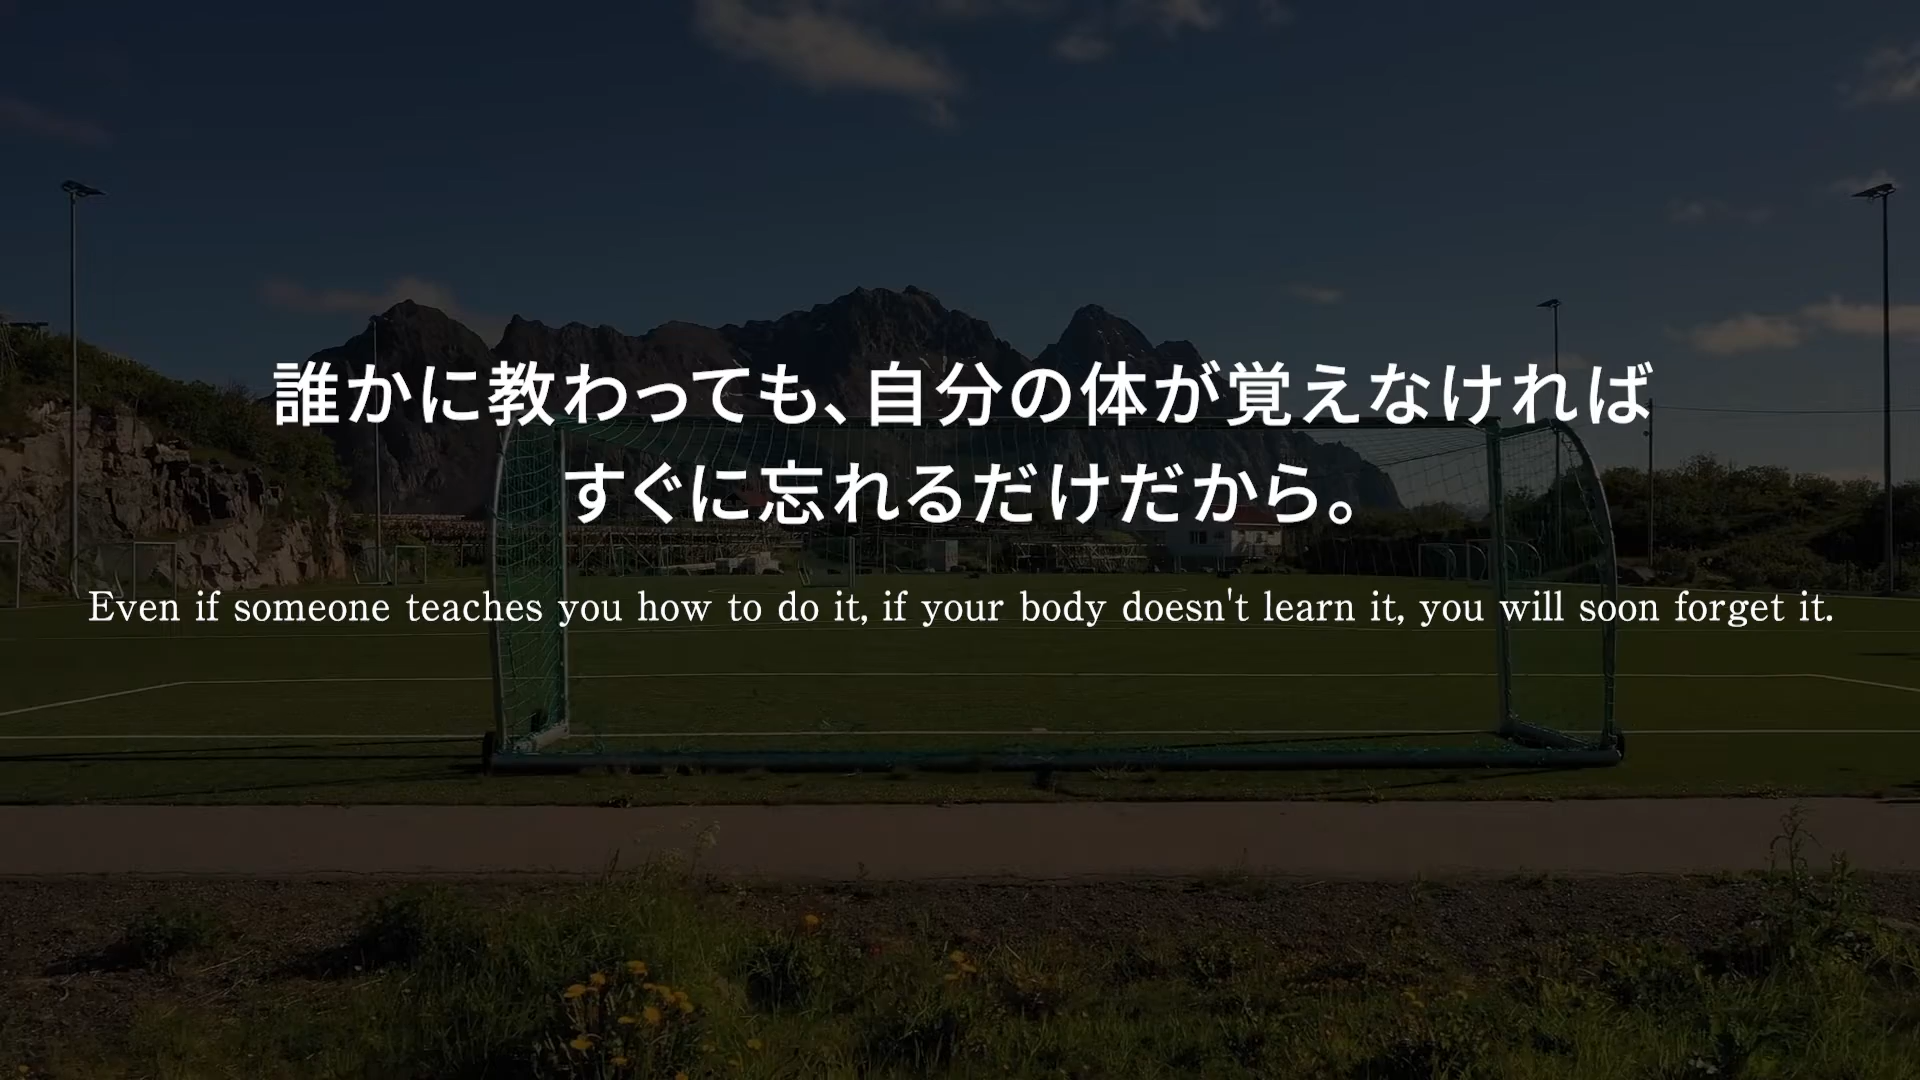 誰かに教わっても、自分の体が覚えなければ
すぐに忘れるだけだから。
Even if someone teaches you how to do it, if your body doesn't learn it, you will soon forget it.